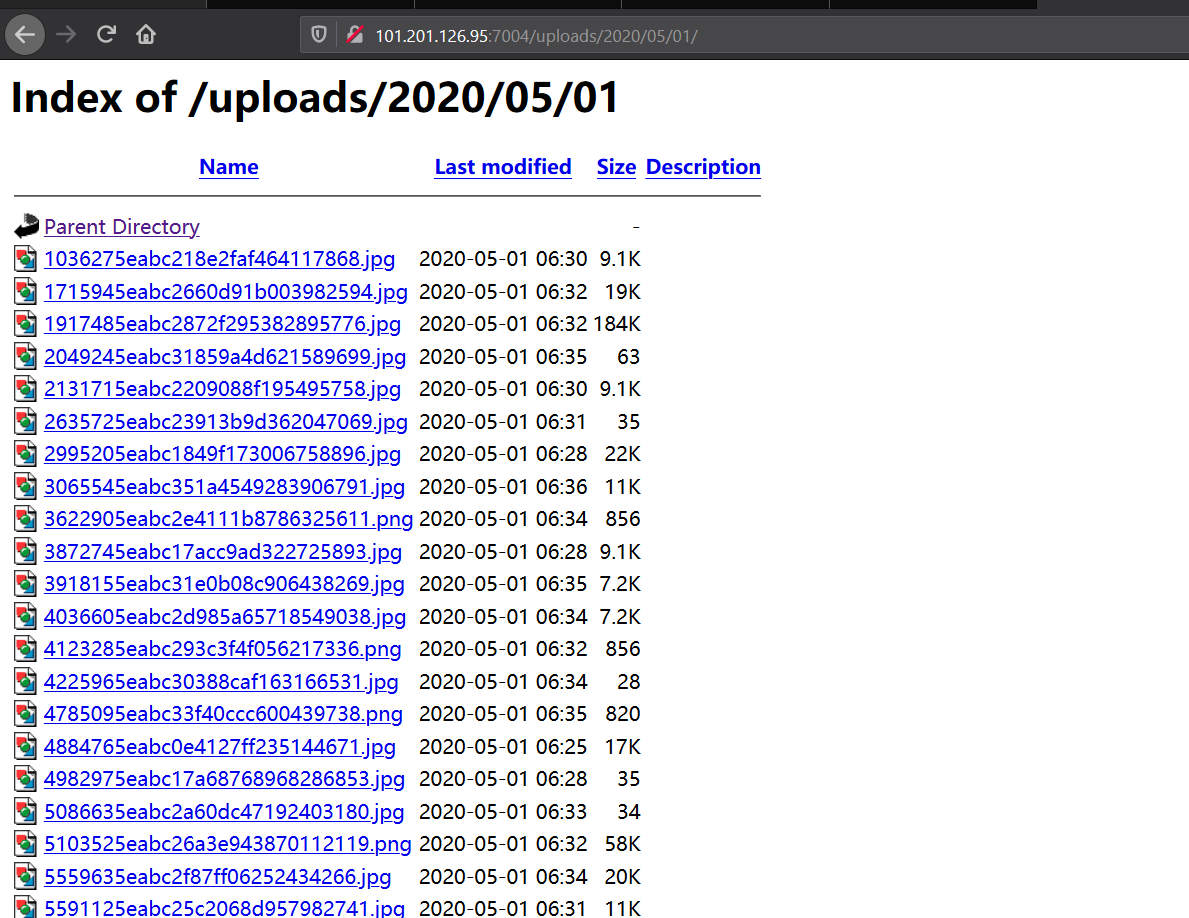 101.201.126.95:7004/uploads/2020/05/01/
Index of /uploads/2020/05/01
Name Last modified Size Description
Parent Directory -
1036275eabc218e2faf464117868.jpg 2020-05-01 06:30 9.1K
1715945eabc2660d91b003982594.jpg 2020-05-01 06:32 19K
1917485eabc2872f295382895776.jpg 2020-05-01 06:32 184K
2049245eabc31859a4d621589699.jpg 2020-05-01 06:35 63
2131715eabc2209088f195495758.jpg 2020-05-01 06:30 9.1K
2635725eabc23913b9d362047069.jpg 2020-05-01 06:31 35
2995205eabc1849f173006758896.jpg 2020-05-01 06:28 22K
3065545eabc351a4549283906791.jpg 2020-05-01 06:36 11K
3622905eabc2e4111b8786325611.png 2020-05-01 06:34 856
3872745eabc17acc9ad322725893.jpg 2020-05-01 06:28 9.1K
3918155eabc31e0b08c906438269.jpg 2020-05-01 06:35 7.2K
4036605eabc2d985a65718549038.jpg 2020-05-01 06:34 7.2K
4123285eabc293c3f4f056217336.png 2020-05-01 06:32 856
4225965eabc30388caf163166531.jpg 2020-05-01 06:34 28
4785095eabc33f40ccc600439738.png 2020-05-01 06:35 820
4884765eabc0e4127ff235144671.jpg 2020-05-01 06:25 17K
4982975eabc17a68768968286853.jpg 2020-05-01 06:28 35
5086635eabc2a60dc47192403180.jpg 2020-05-01 06:33 34
5103525eabc26a3e943870112119.png 2020-05-01 06:32 58K
5559635eabc2f87ff06252434266.jpg 2020-05-01 06:34 20K
5591125eabc25c2068d957982741.jpg 2020-05-01 06:31 11K